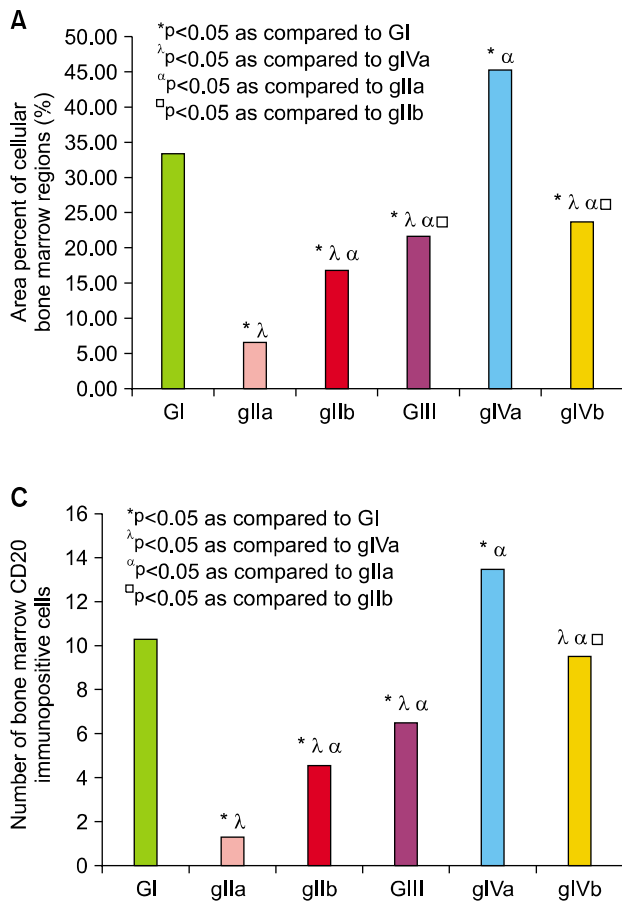 A
*p<0.05 as compared to GI
λp<0.05 as compared to gIVa
αp<0.05 as compared to gIIa
□p<0.05 as compared to gIIb
Area percent of cellular
bone marrow regions (%)
50.00
45.00
40.00
35.00
30.00
25.00
20.00
15.00
10.00
5.00
0.00
* λ
* λ α
* λ α□
* α
* λ α□
GI gIIa gIIb GIII gIVa gIVb
C
*p<0.05 as compared to GI
λp<0.05 as compared to gIVa
αp<0.05 as compared to gIIa
□p<0.05 as compared to gIIb
Number of bone marrow CD20
immunopositive cells
16
14
12
10
8
6
4
2
0
* λ
* λ α
* λ α
* α
λ α□
GI gIIa gIIb GIII gIVa gIVb